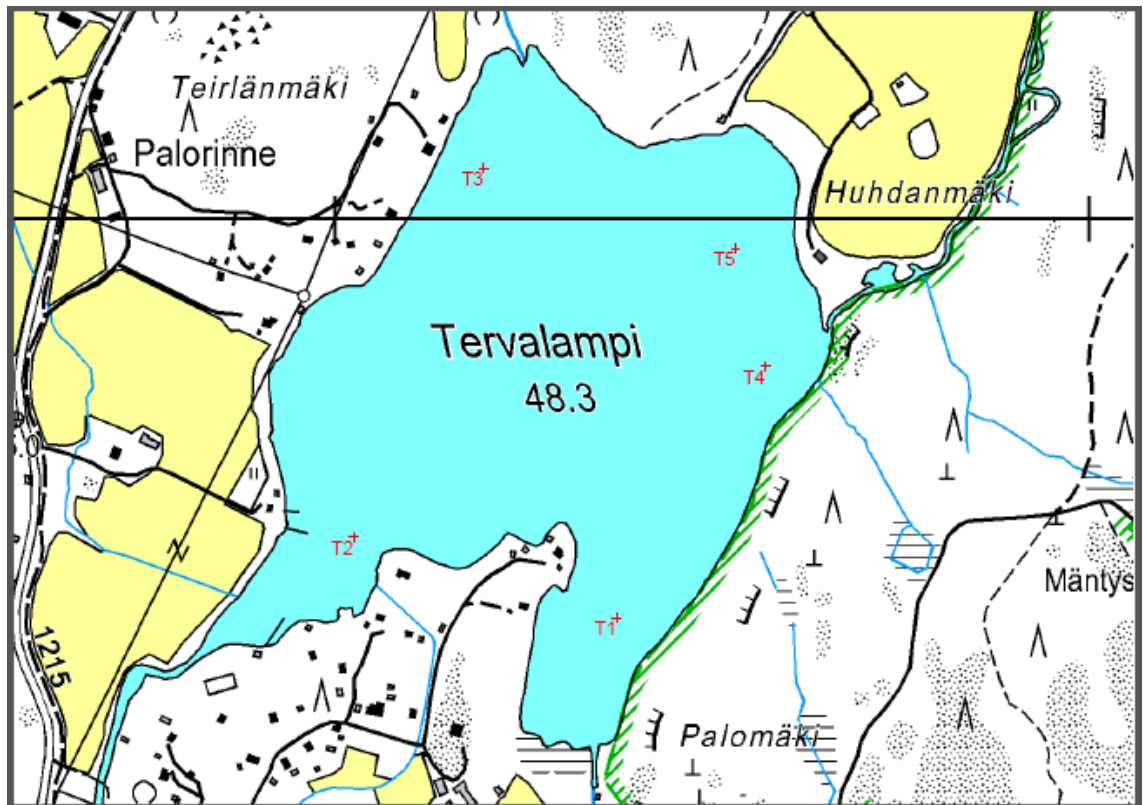 Teirlänmäki
Palorinne
T3
Huhdanmäki
T5
Tervalampi
48.3
T4
T2
Mäntys
T1
1215
Palomäki